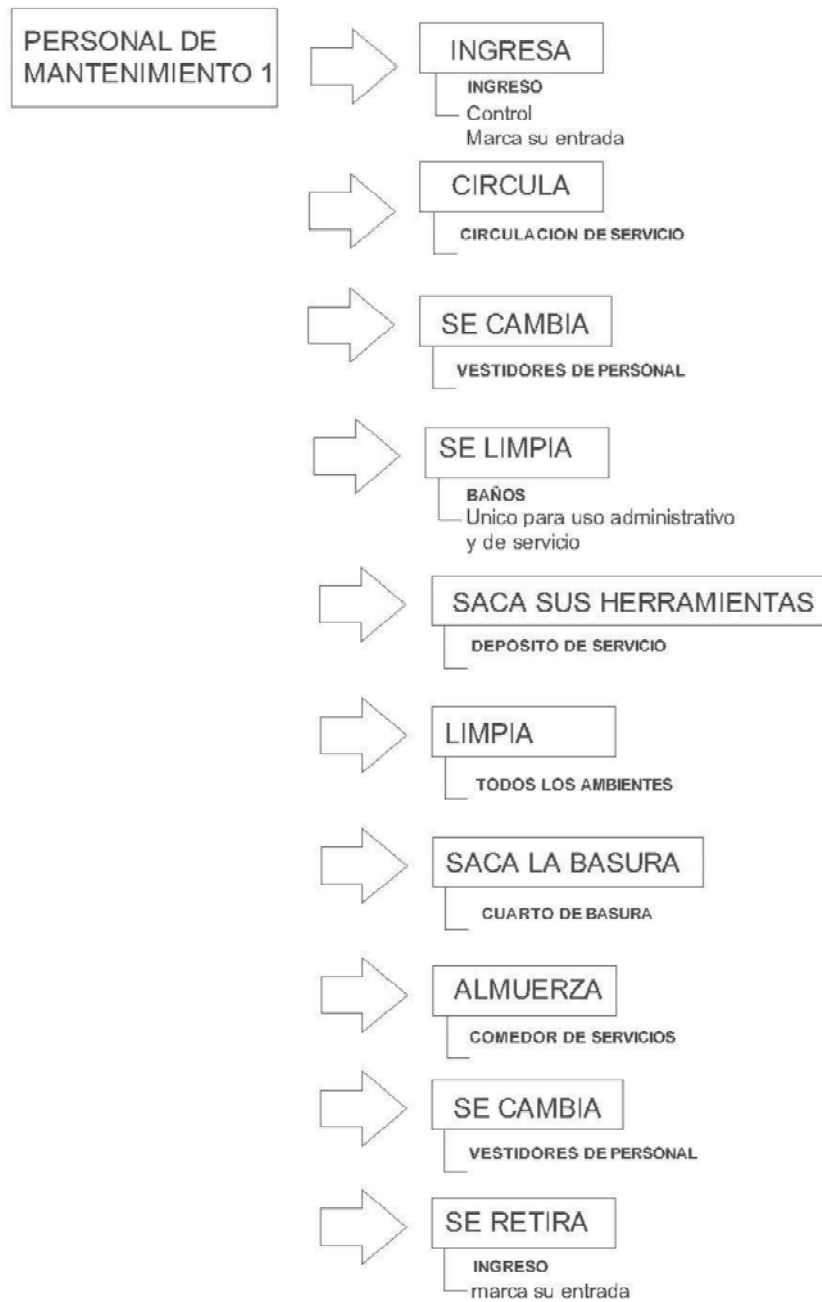 PERSONAL DE
MANTENIMIENTO 1
INGRESA
INGRESO
Control
Marca su entrada
CIRCULA
CIRCULACION DE SERVICIO
SE CAMBIA
VESTIDORES DE PERSONAL
SE LIMPIA
BAÑOS
Unico para uso administrativo
y de servicio
SACA SUS HERRAMIENTAS
DEPOSITO DE SERVICIO
LIMPIA
TODOS LOS AMBIENTES
SACA LA BASURA
CUARTO DE BASURA
ALMUERZA
COMEDOR DE SERVICIOS
SE CAMBIA
VESTIDORES DE PERSONAL
SE RETIRA
INGRESO
marca su entrada